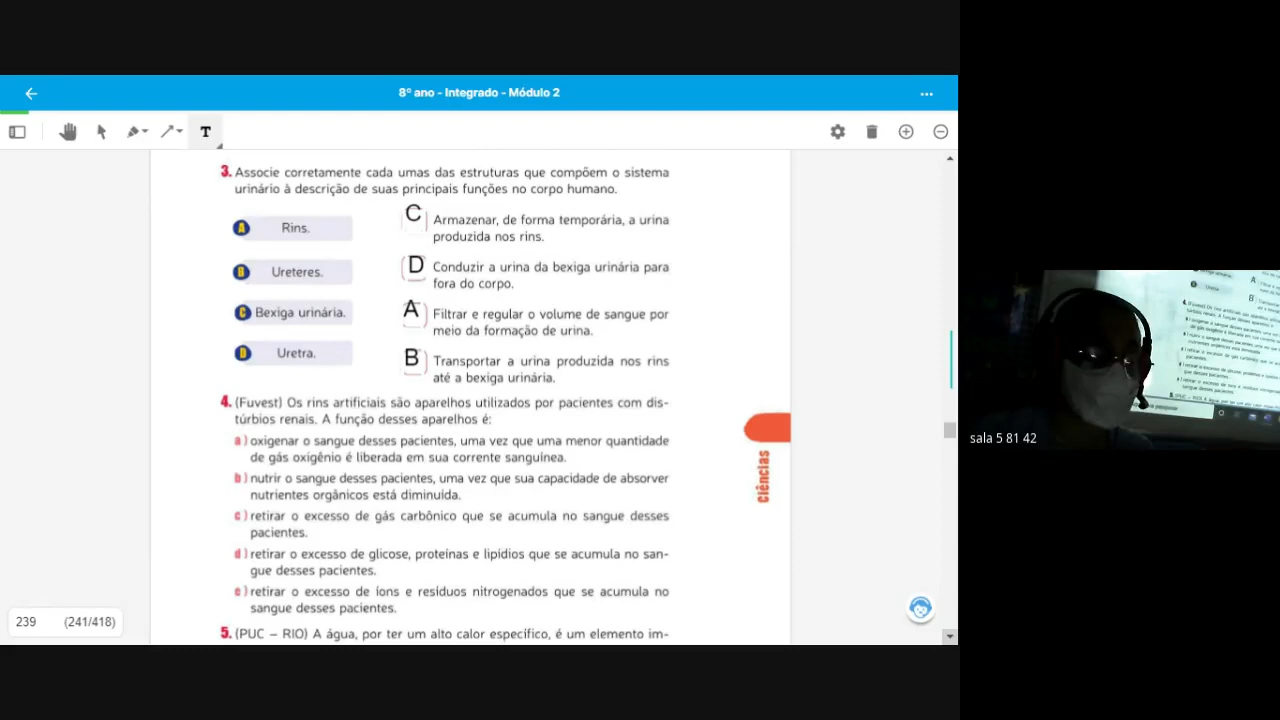 8º ano - Integrado - Módulo 2
T
3. Associe corretamente cada umas das estruturas que compõem o sistema
urinário à descrição de suas principais funções no corpo humano.
A Rins.
B Ureteres.
C Bexiga urinária.
D Uretra.
C Armazenar, de forma temporária, a urina
produzida nos rins.
D Conduzir a urina da bexiga urinária para
fora do corpo.
A Filtrar e regular o volume de sangue por
meio da formação de urina.
B Transportar a urina produzida nos rins
até a bexiga urinária.
4. (Fuvest) Os rins artificiais são aparelhos utilizados por pacientes com dis-
túrbios renais. A função desses aparelhos é:
a) oxigenar o sangue desses pacientes, uma vez que uma menor quantidade
de gás oxigênio é liberada em sua corrente sanguínea.
b) nutrir o sangue desses pacientes, uma vez que sua capacidade de absorver
nutrientes orgânicos está diminuída.
c) retirar o excesso de gás carbônico que se acumula no sangue desses
pacientes.
d) retirar o excesso de glicose, proteínas e lipídios que se acumula no san-
gue desses pacientes.
e) retirar o excesso de íons e resíduos nitrogenados que se acumula no
sangue desses pacientes.
5. (PUC – RIO) A água, por ter um alto calor específico, é um elemento im-
ciências
239 (241/418)
sala 5 81 42